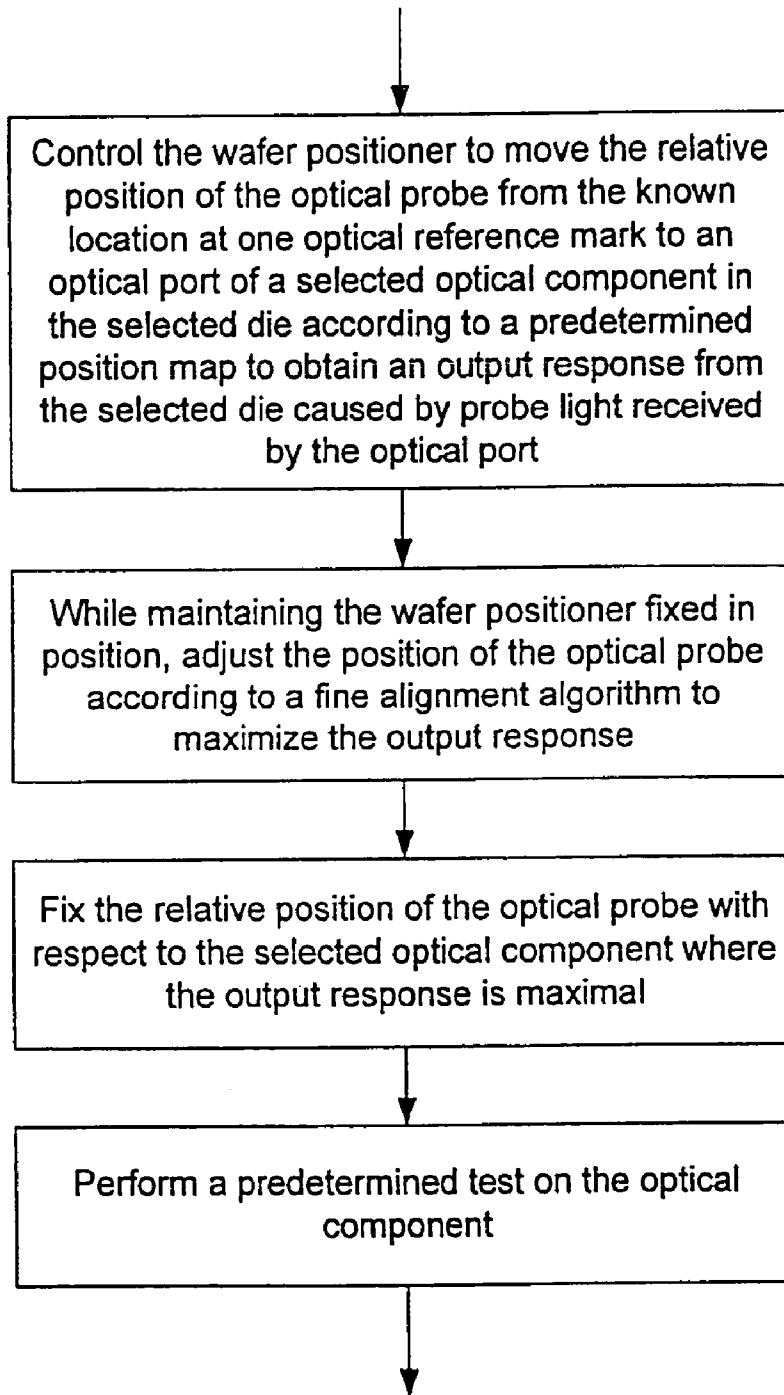 Control the wafer positioner to move the relative
position of the optical probe from the known
location at one optical reference mark to an
optical port of a selected optical component in
the selected die according to a predetermined
position map to obtain an output response from
the selected die caused by probe light received
by the optical port
While maintaining the wafer positioner fixed in
position, adjust the position of the optical probe
according to a fine alignment algorithm to
maximize the output response
Fix the relative position of the optical probe with
respect to the selected optical component where
the output response is maximal
Perform a predetermined test on the optical
component